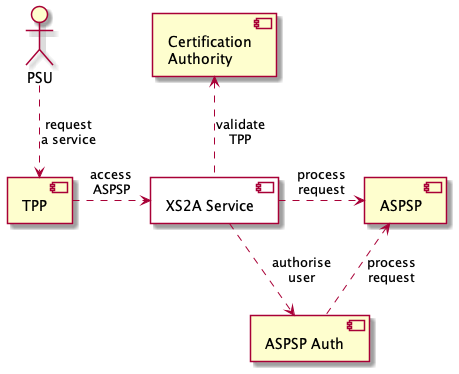 Certification
Authority
PSU
request
a service
validate
TPP
access
ASPSP
process
request
TPP
XS2A Service
ASPSP
authorise
user
process
request
ASPSP Auth